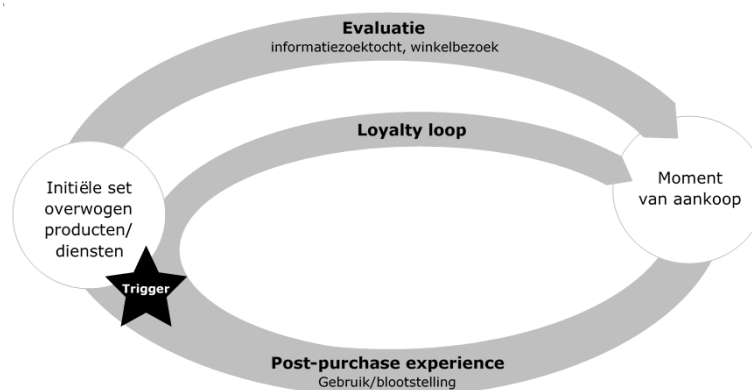 Evaluatie
informatiezoektocht, winkelbezoek
Loyalty loop
Initiële set
overwogen
producten/
diensten
Moment
van aankoop
Trigger
Post-purchase experience
Gebruik/blootstelling